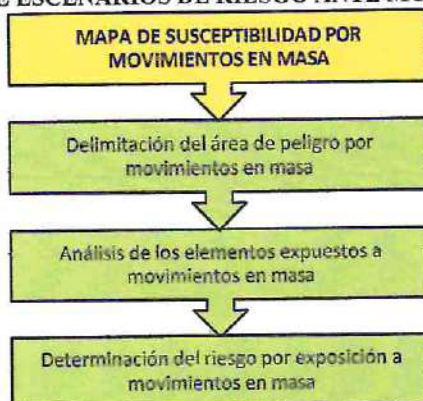 E ESCENARIOS DE RIESGO ANTE
MAPA DE SUSCEPTIBILIDAD POR
MOVIMIENTOS EN MASA
Delimitación del área de peligro por
movimientos en masa
Análisis de los elementos expuestos a
movimientos en masa
Determinación del riesgo por exposición a
movimientos en masa